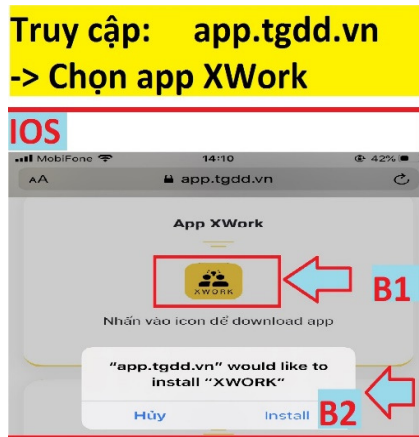 Truy cập: app.tgdd.vn
-> Chọn app XWork
IOS
MobiFone 14:10 42%
AA app.tgdd.vn
App XWork
XWORK
B1
Nhấn vào icon để download app
"app.tgdd.vn" would like to
install "XWORK"
Hủy Install B2